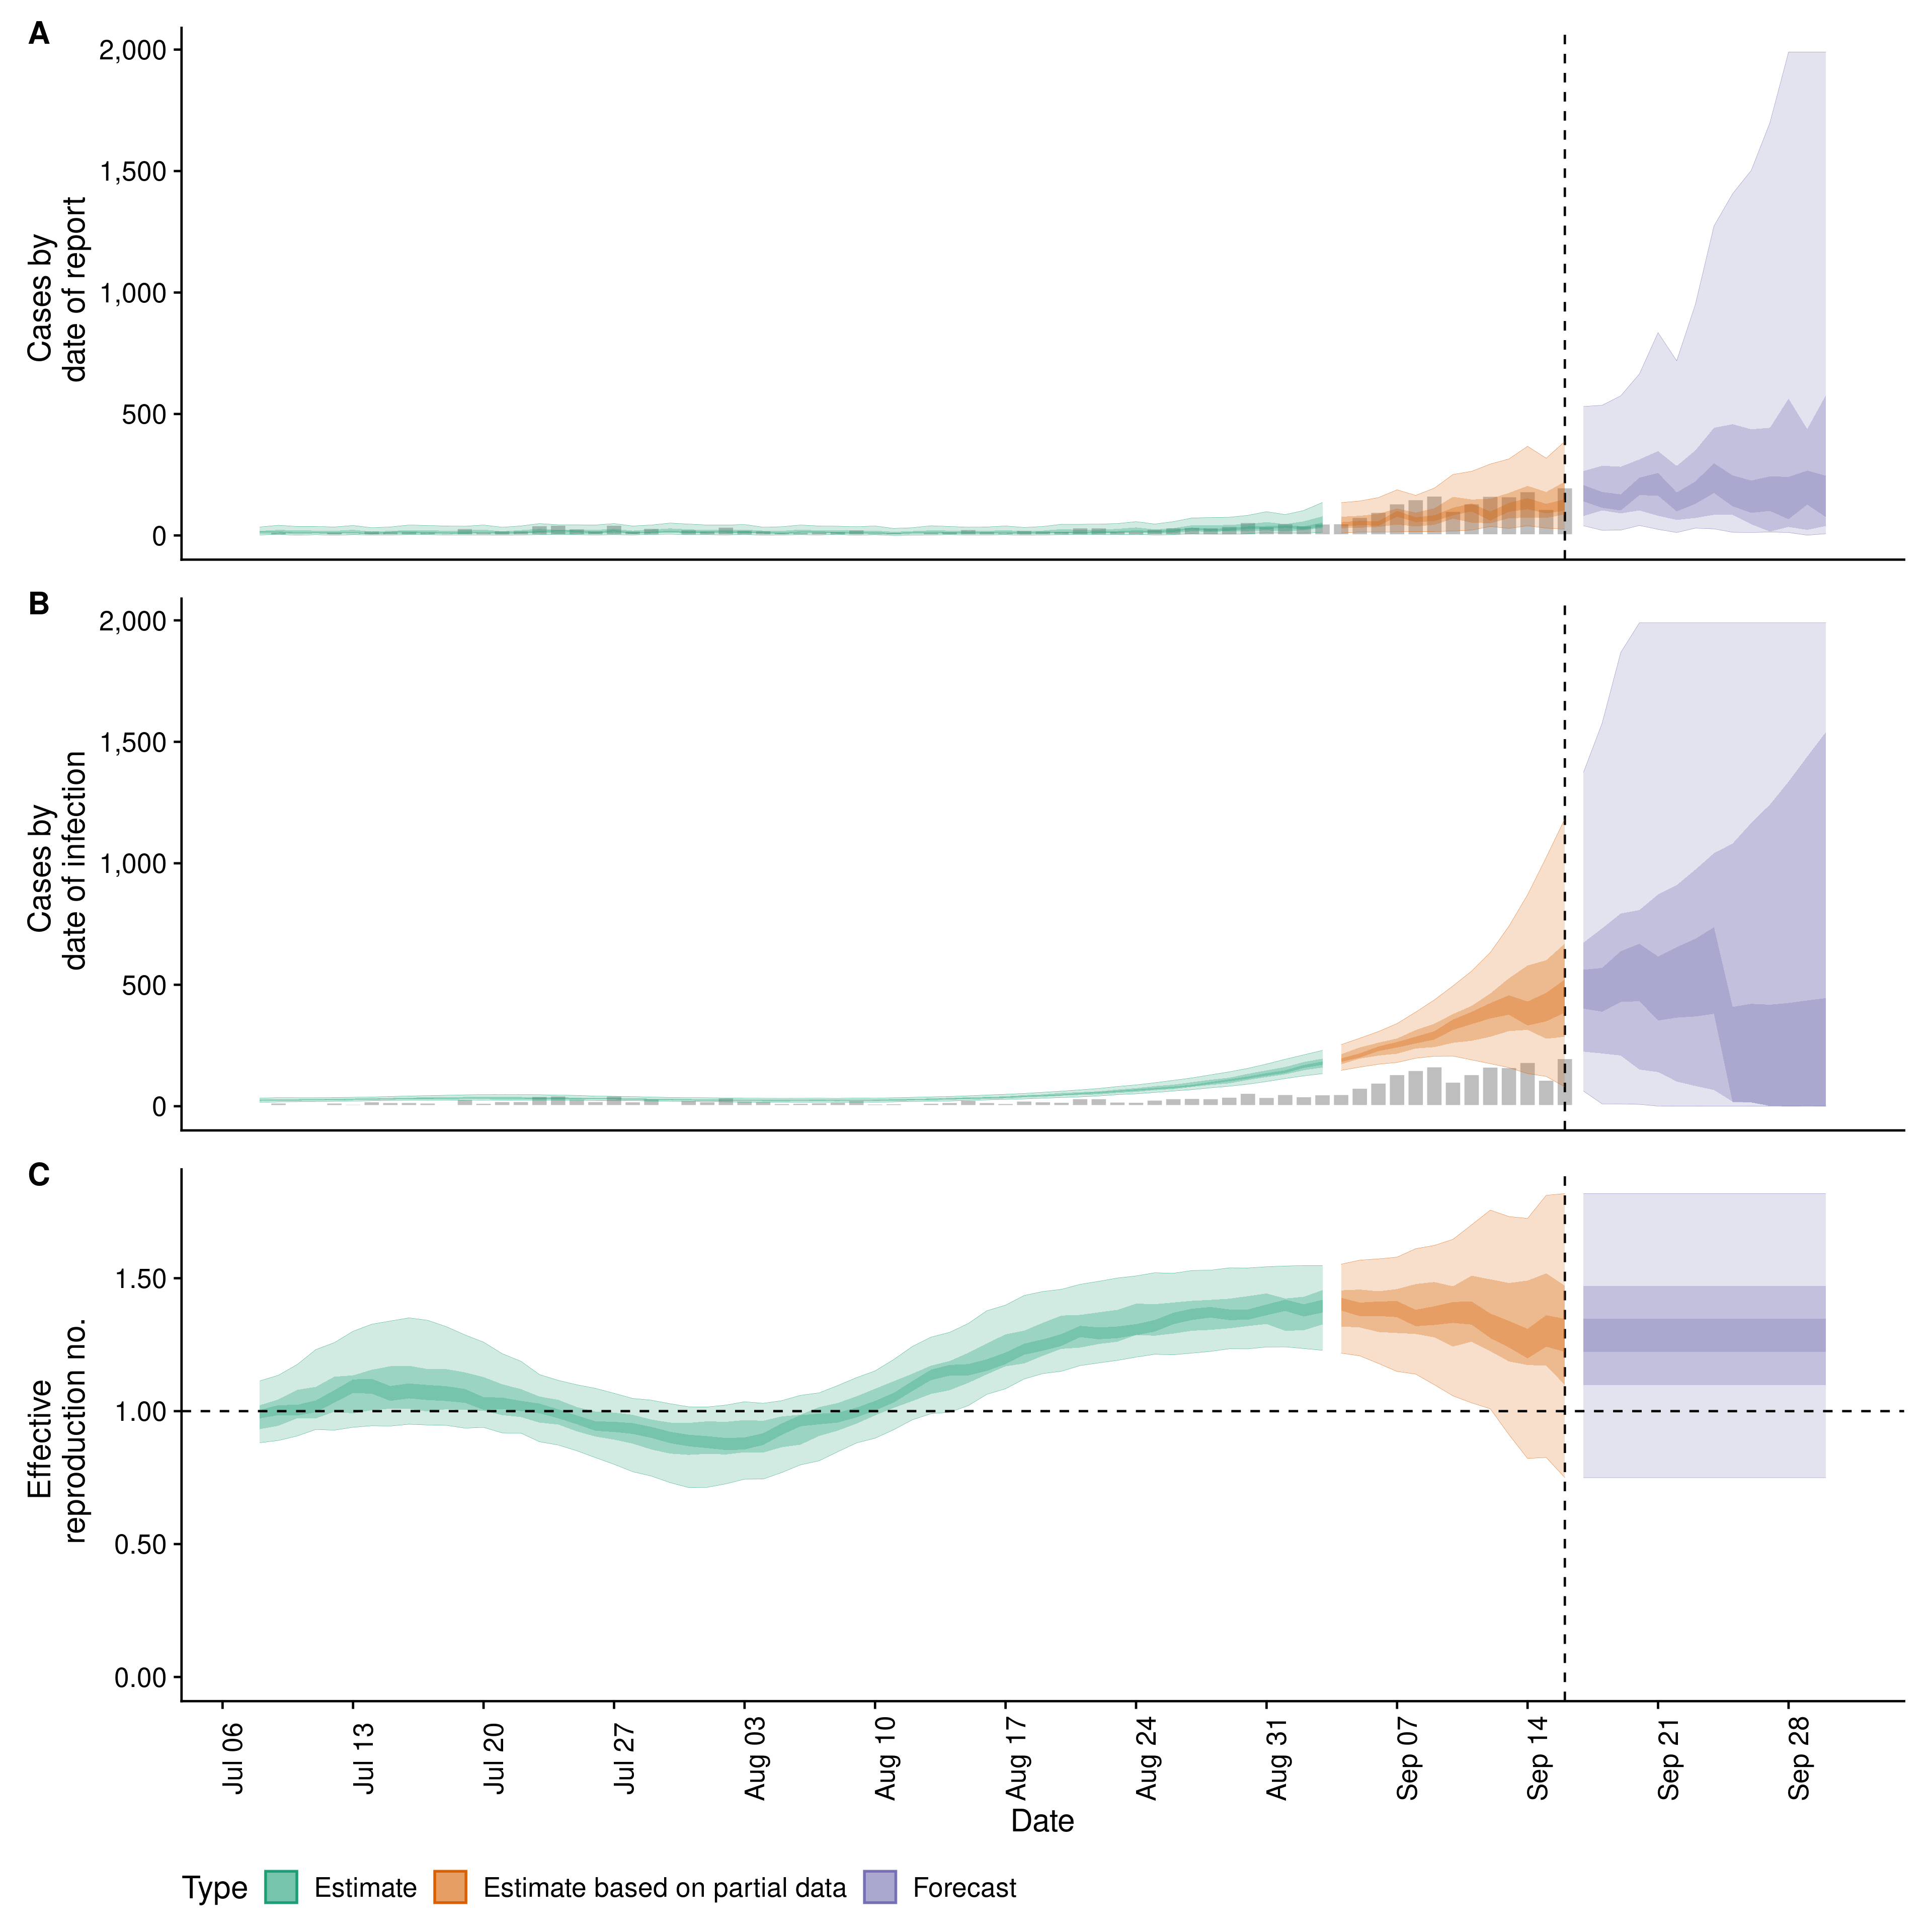 A
2,000
1,500
1,000
500
0
Cases by
date of report
B
2,000
1,500
1,000
500
0
Cases by
date of infection
C
1.50
1.00
0.50
0.00
Effective
reproduction no.
Jul 06
Jul 13
Jul 20
Jul 27
Aug 03
Aug 10
Aug 17
Aug 24
Aug 31
Sep 07
Sep 14
Sep 21
Sep 28
Date
Type Estimate Estimate based on partial data Forecast